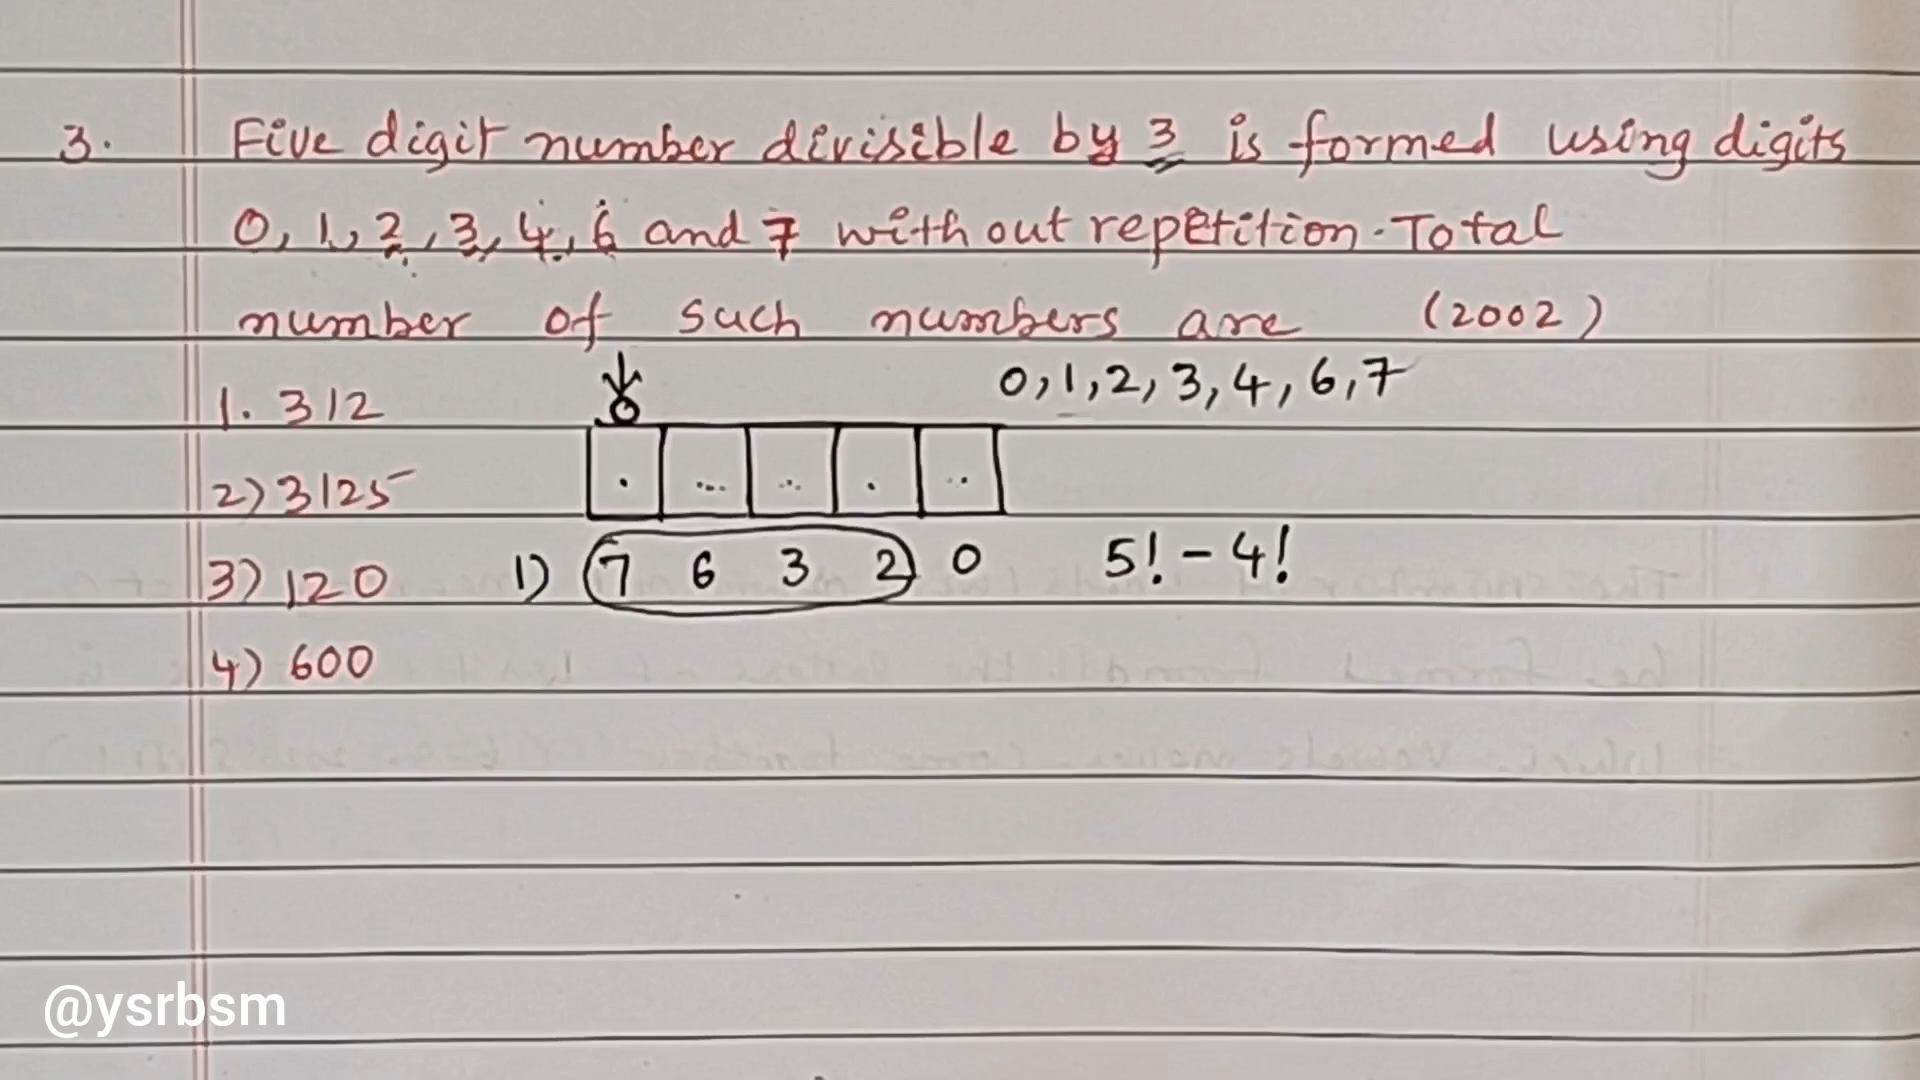 3. Five digit number divisible by 3 is formed using digits
0, 1, 2, 3, 4, 6 and 7 without repetition. Total
number of such numbers are (2002)
0, 1, 2, 3, 4, 6, 7
1. 312
2) 3125
3) 120
1) 7 6 3 2 0 5! - 4!
4) 600
@ysrbsm